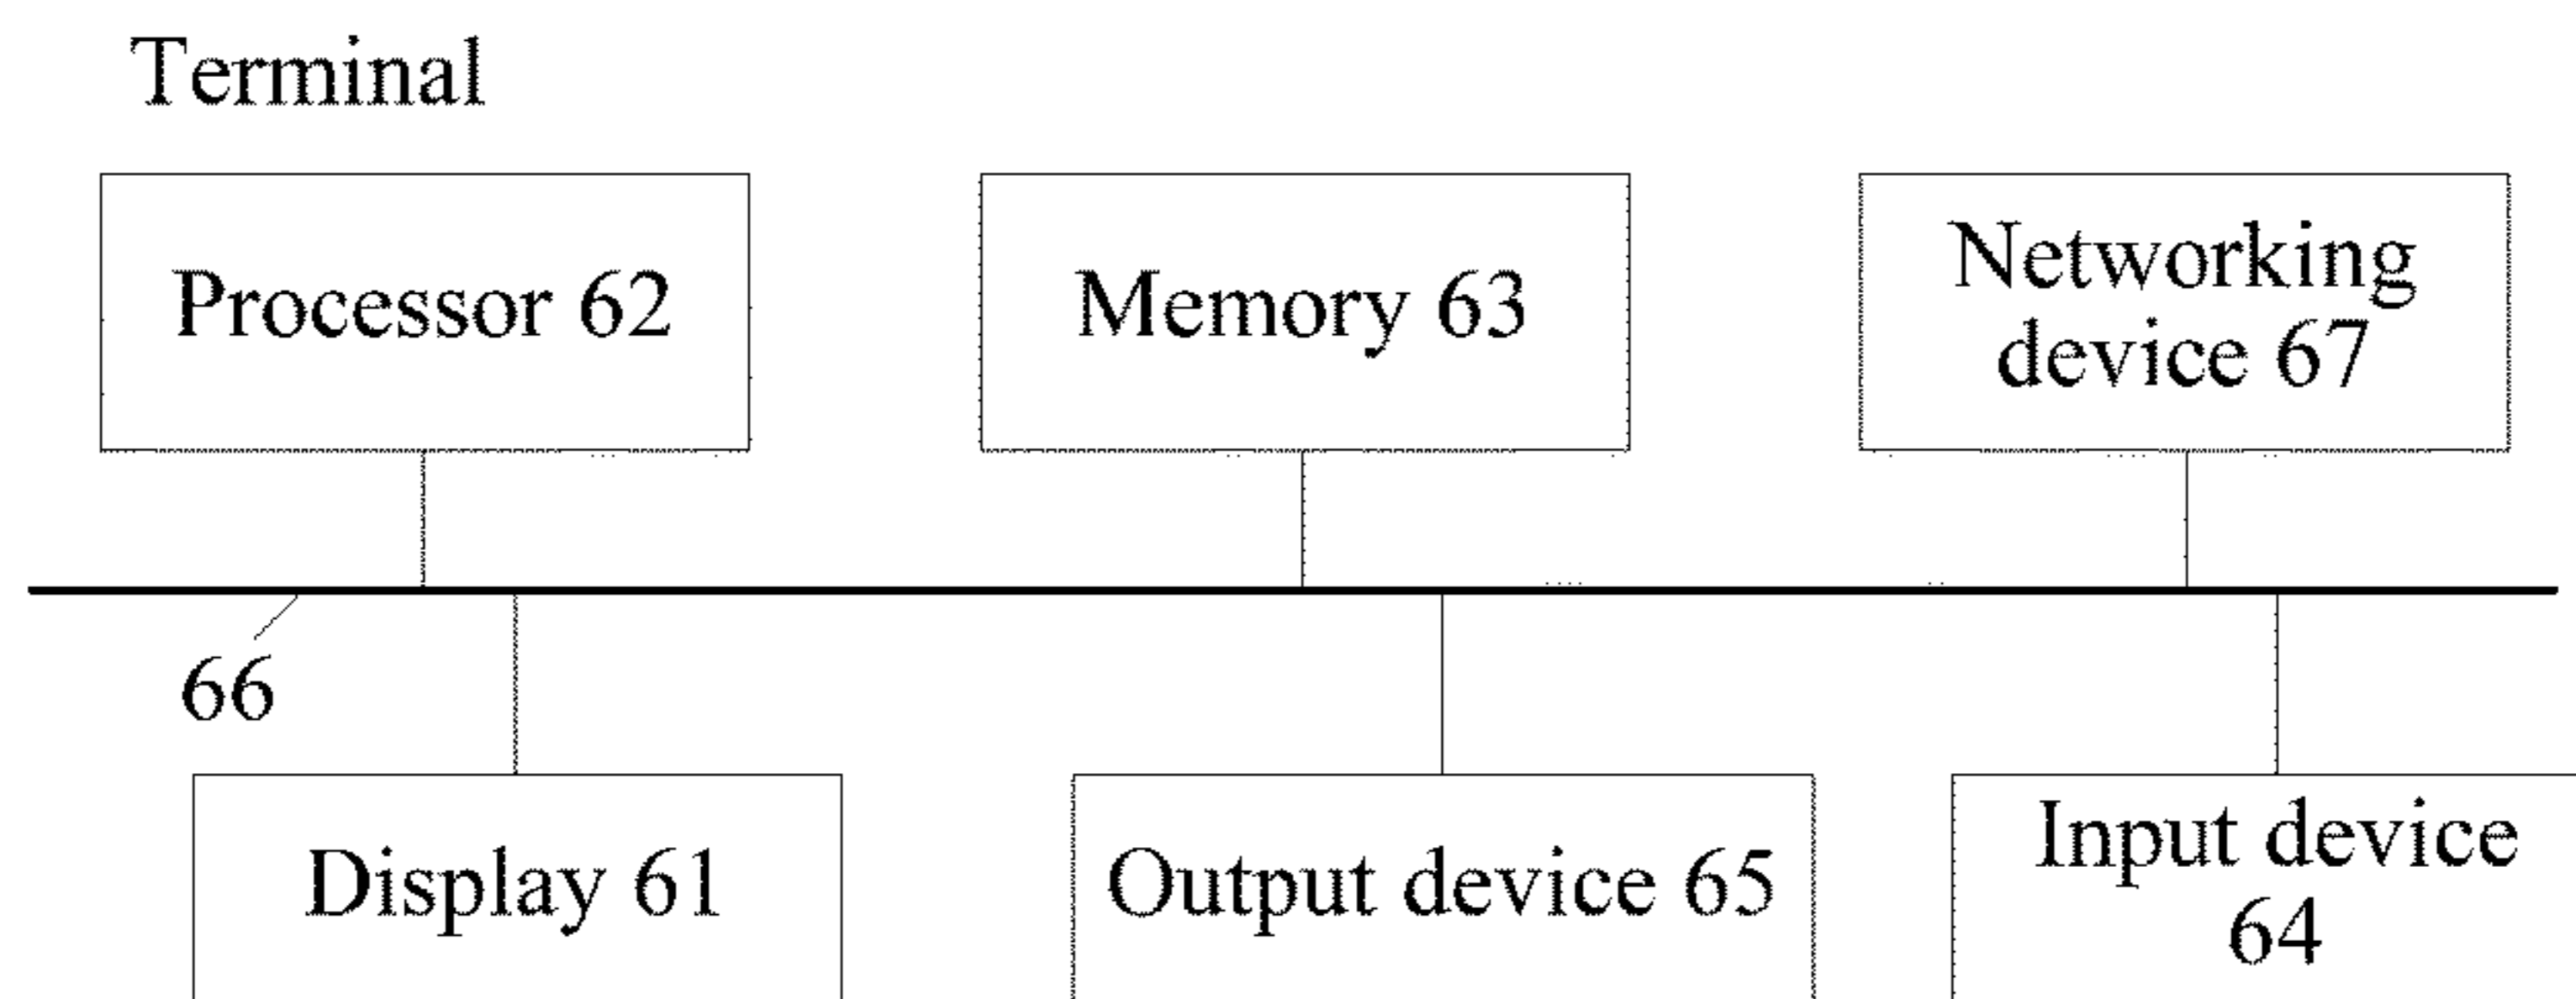 Terminal
Processor 62
Memory 63
Networking
device 67
66
Display 61
Output device 65
Input device
64